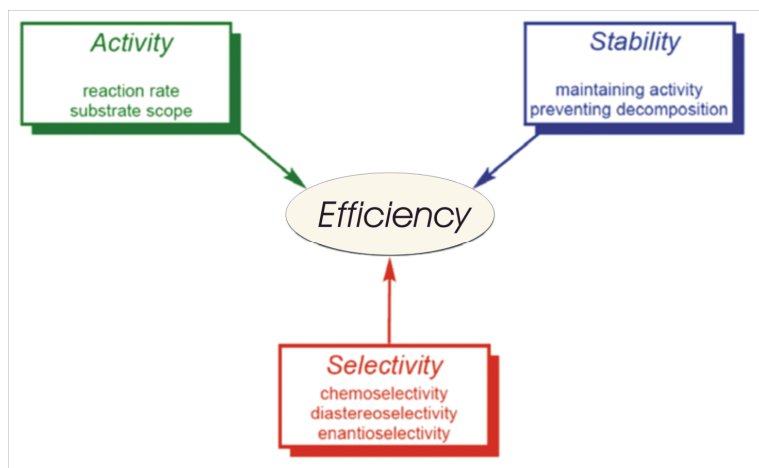 Activity
reaction rate
substrate scope
Stability
maintaining activity
preventing decomposition
Efficiency
Selectivity
chemoselectivity
diastereoselectivity
enantioselectivity